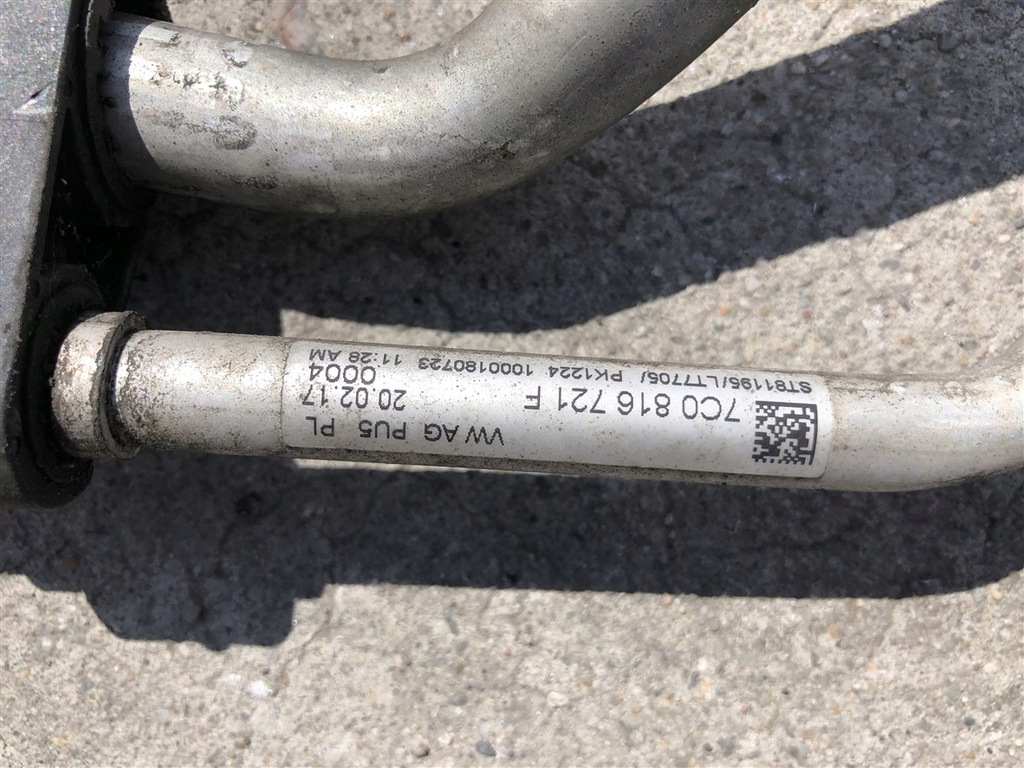 VW AG PU5 PL
7C0 816 721 F 20.02.17
0004
ST81195/LT7705/ PK1224 1000180723 11:28 AM